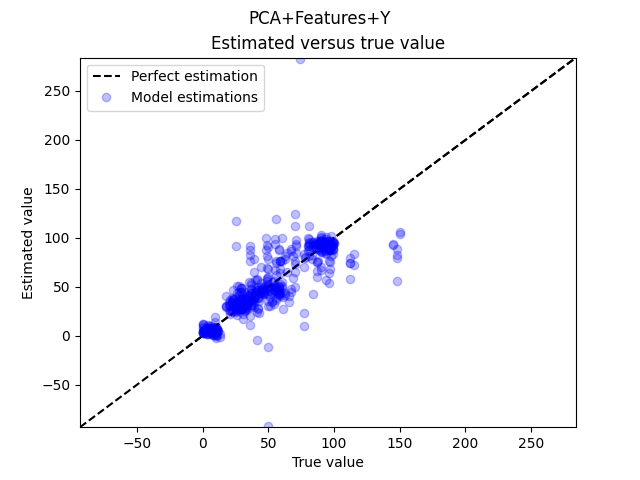 PCA+Features+Y
Estimated versus true value
Perfect estimation
Model estimations
Estimated value
250
200
150
100
50
0
−50
−50 0 50 100 150 200 250
True value